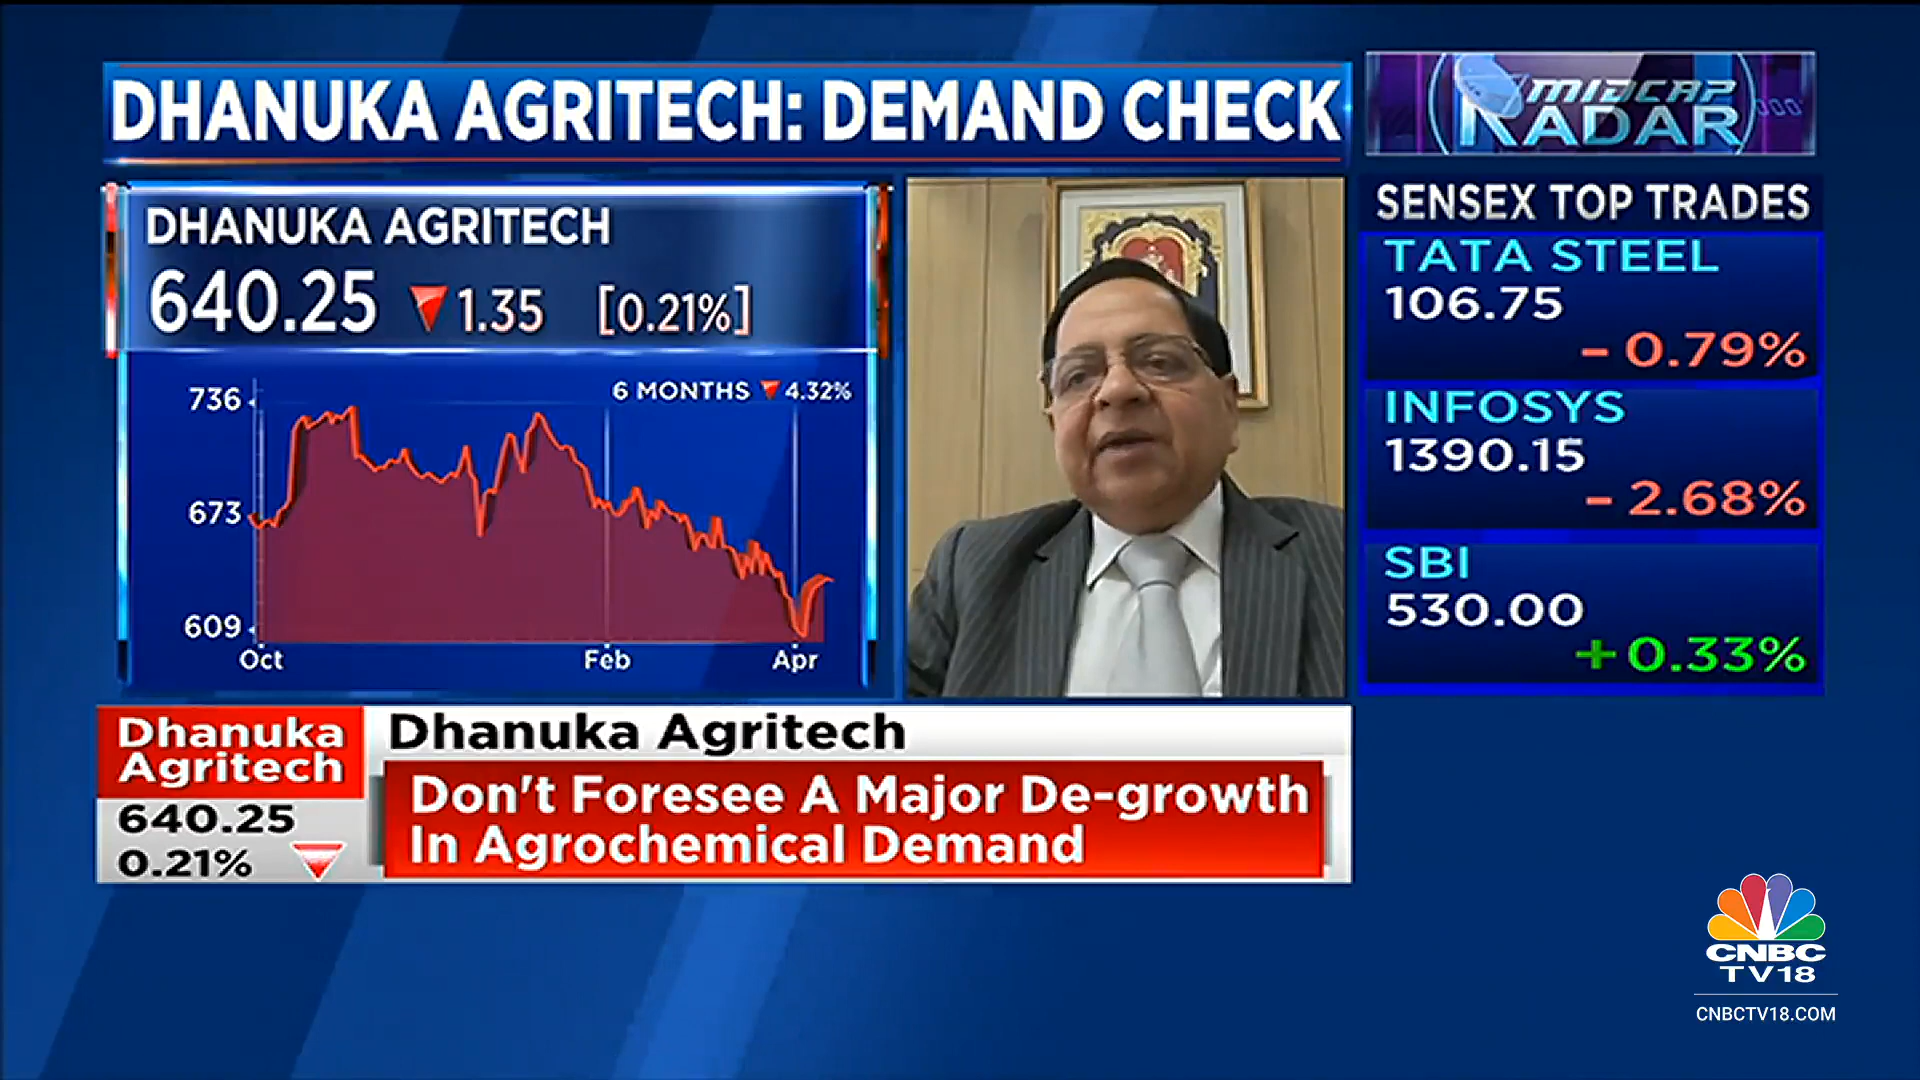 DHANUKA AGRITECH: DEMAND CHECK
MIDCAP
RADAR
DHANUKA AGRITECH
640.25 ▼ 1.35 [0.21%]
6 MONTHS ▼ 4.32%
736
673
609
Oct Feb Apr
SENSEX TOP TRADES
TATA STEEL
106.75
- 0.79%
INFOSYS
1390.15
- 2.68%
SBI
530.00
+ 0.33%
Dhanuka
Agritech
640.25
0.21% ▼
Dhanuka Agritech
Don't Foresee A Major De-growth
In Agrochemical Demand
CNBC
TV18
CNBCTV18.COM